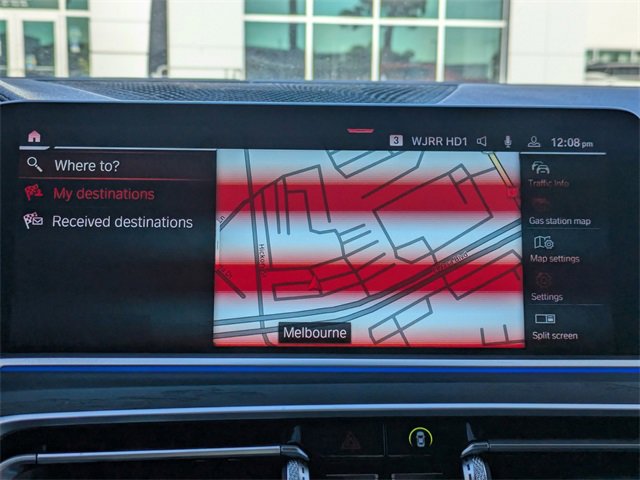 3 WJRR HD1 12:08 pm
Where to?
My destinations
Received destinations
Traffic Info
Gas station map
Map settings
Settings
Split screen
Melbourne